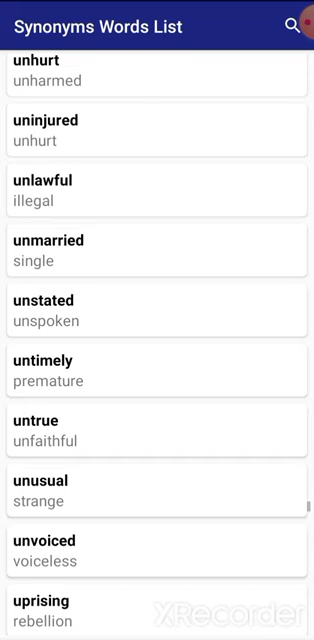 Synonyms Words List
unhurt
unharmed
uninjured
unhurt
unlawful
illegal
unmarried
single
unstated
unspoken
untimely
premature
untrue
unfaithful
unusual
strange
unvoiced
voiceless
uprising
rebellion
XRecorder